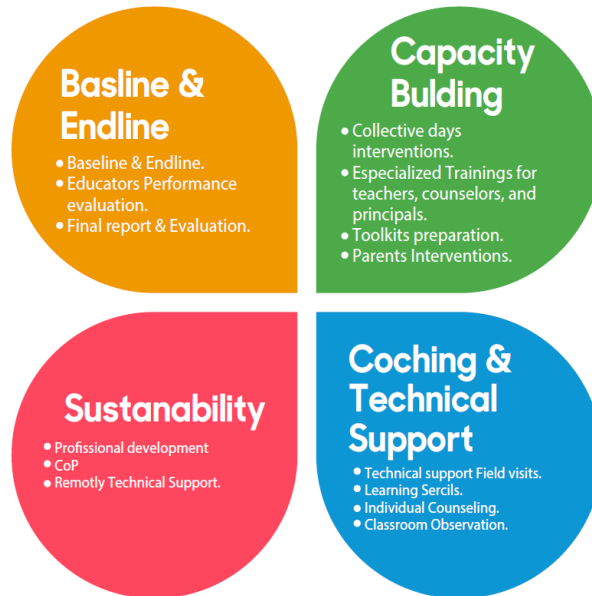 Basline &
Endline
• Baseline & Endline.
• Educators Performance
evaluation.
• Final report & Evaluation.
Capacity
Bulding
• Collective days
interventions.
• Especialized Trainings for
teachers, counselors, and
principals.
• Toolkits preparation.
• Parents Interventions.
Sustanability
• Profissional development
• CoP
• Remotly Technical Support.
Coching &
Technical
Support
• Technical support Field visits.
• Learning Sercils.
• Individual Counseling.
• Classroom Observation.